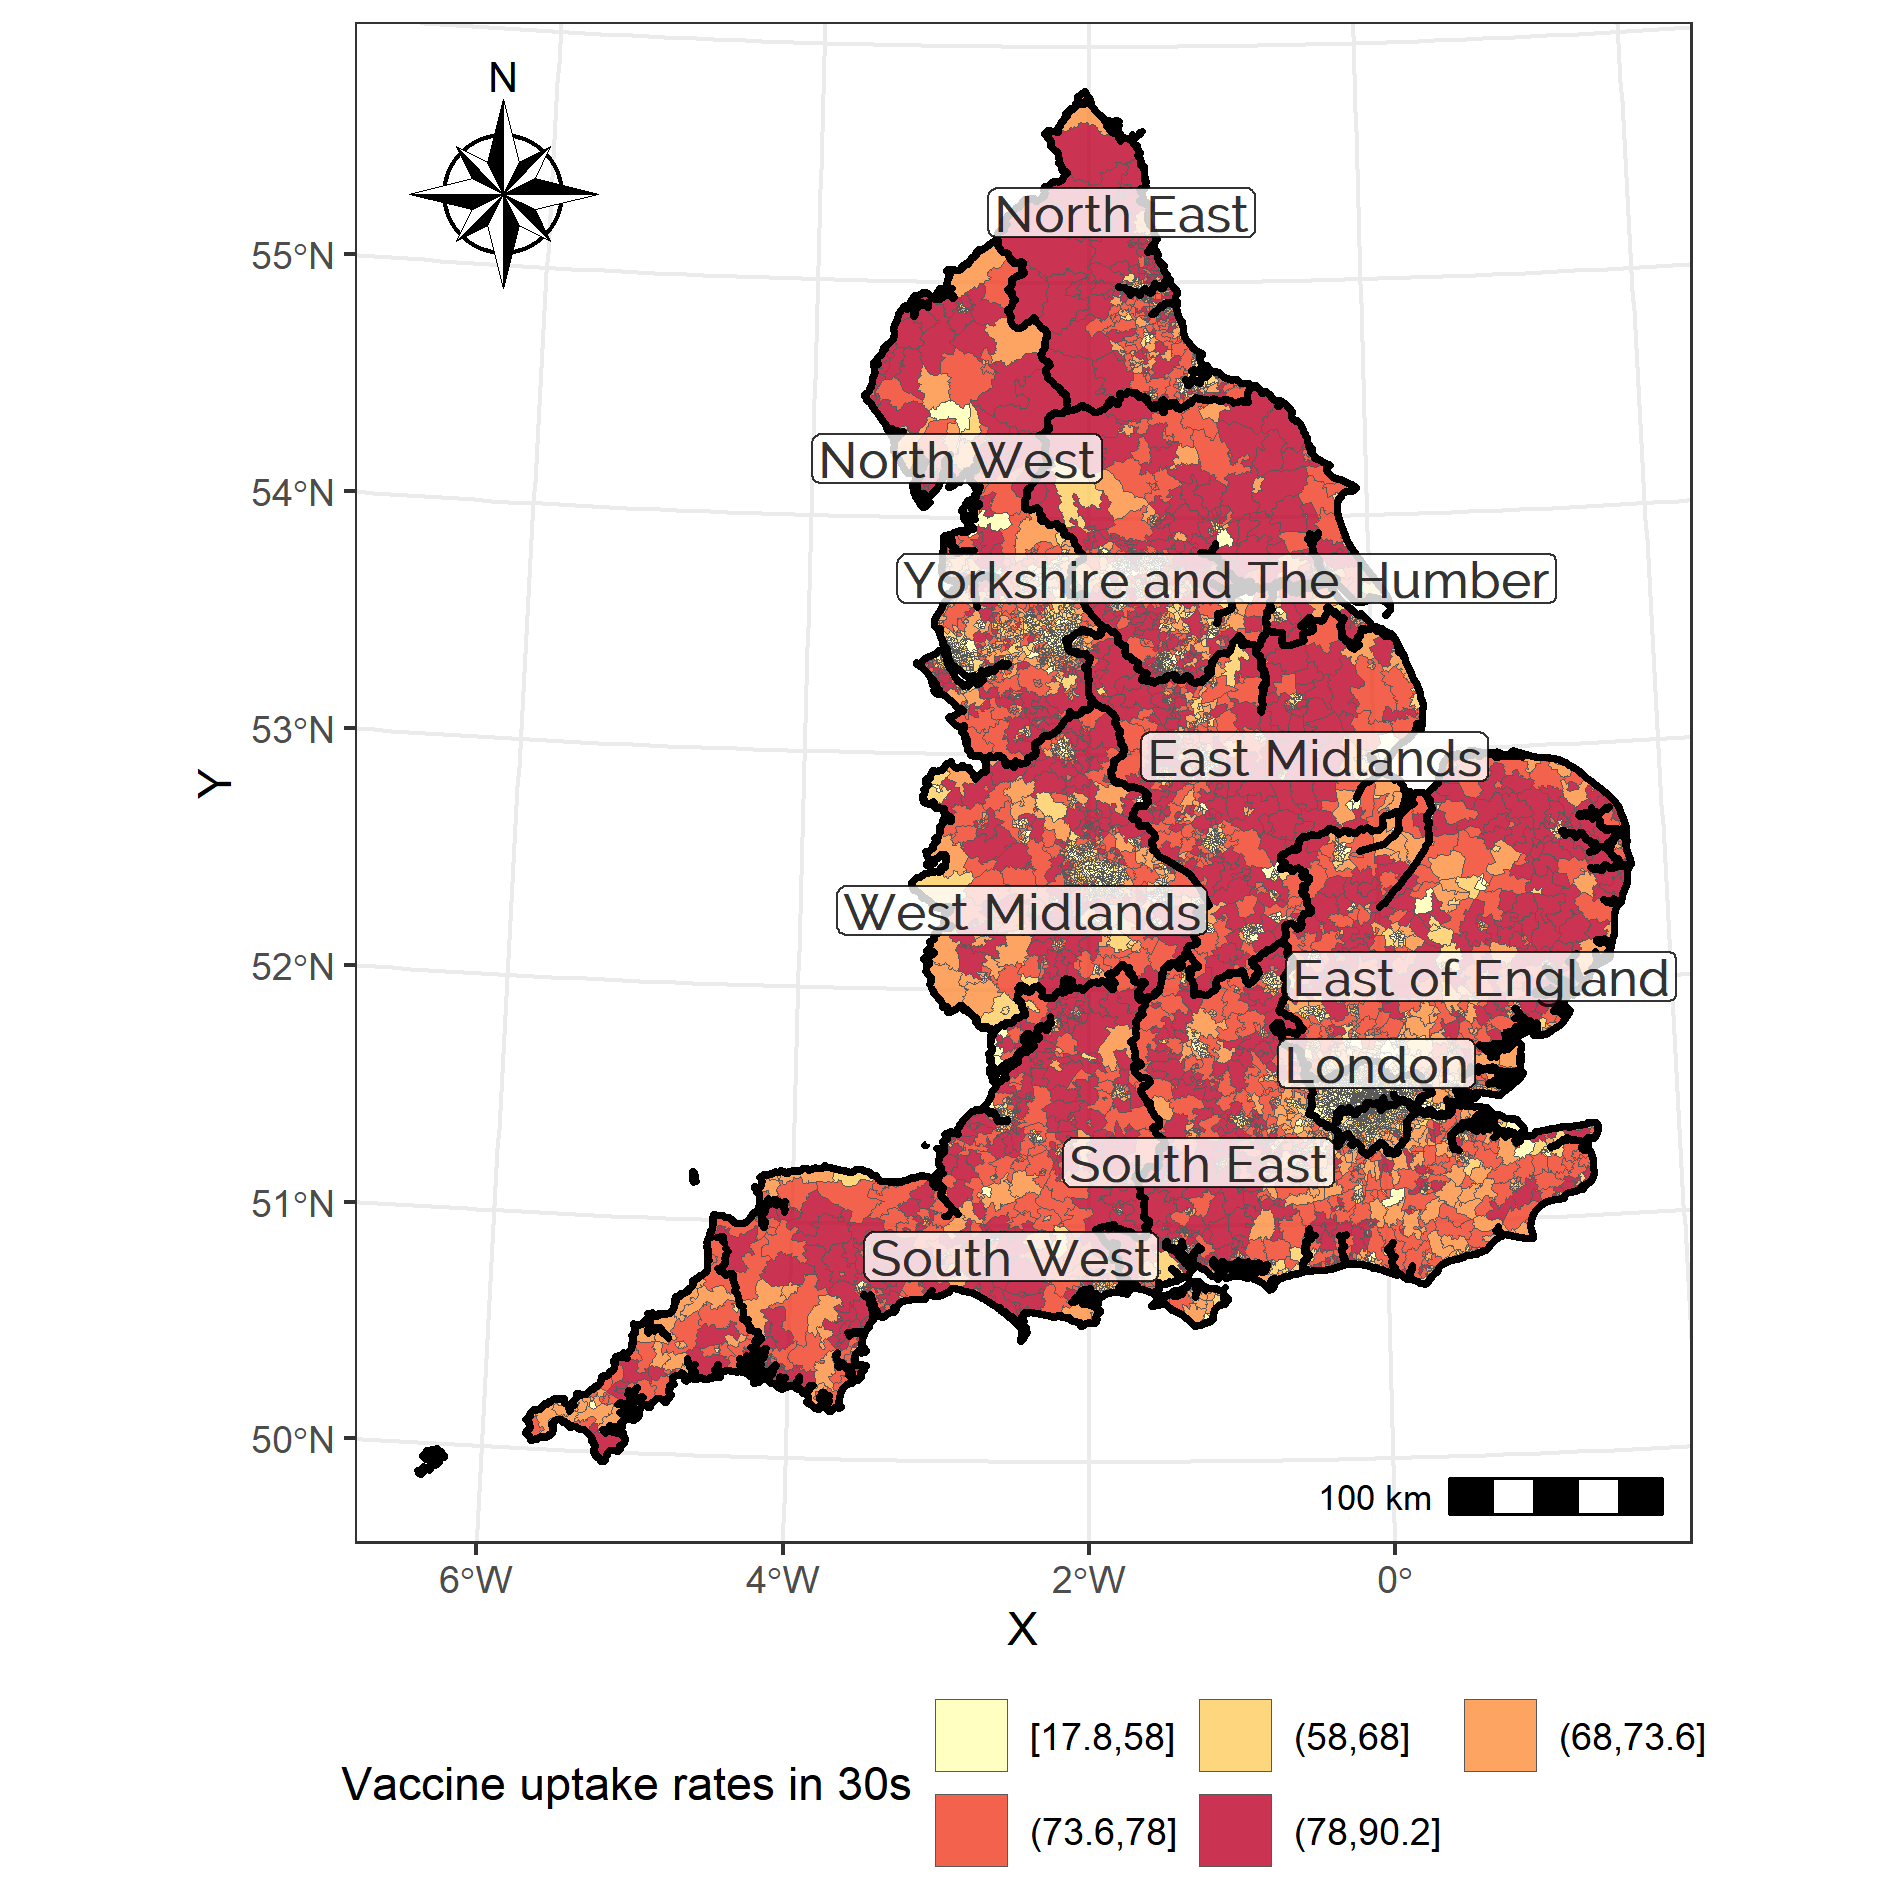 N
North East
55°N
North West
54°N
Yorkshire and The Humber
53°N
East Midlands
Y
West Midlands
52°N
East of England
London
South East
51°N
South West
50°N
100 km
6°W 4°W 2°W 0°
X
Vaccine uptake rates in 30s
[17.8,58] (58,68] (68,73.6]
(73.6,78] (78,90.2]